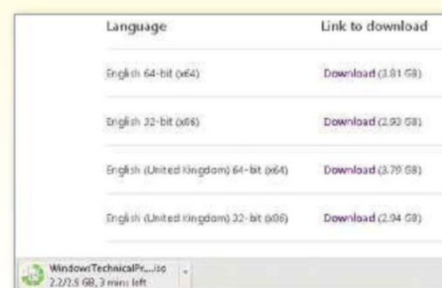 Language Link to download
English 64-bit (x64) Download (3.81 GB)
English 32-bit (x86) Download (2.93 GB)
English (United Kingdom) 64-bit (x64) Download (3.79 GB)
English (United Kingdom) 32-bit (x86) Download (2.94 GB)
WindowsTechnicalPr....iso
2.2/2.9 GB, 3 mins left